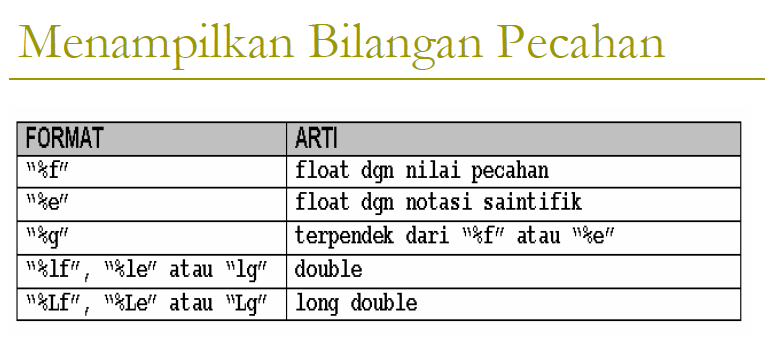 Menampilkan Bilangan Pecahan
FORMAT ARTI
"%f" float dgn nilai pecahan
"%e" float dgn notasi saintifik
"%g" terpendek dari "%f" atau "%e"
"%lf", "%le" atau "lg" double
"%Lf", "%Le" atau "Lg" long double